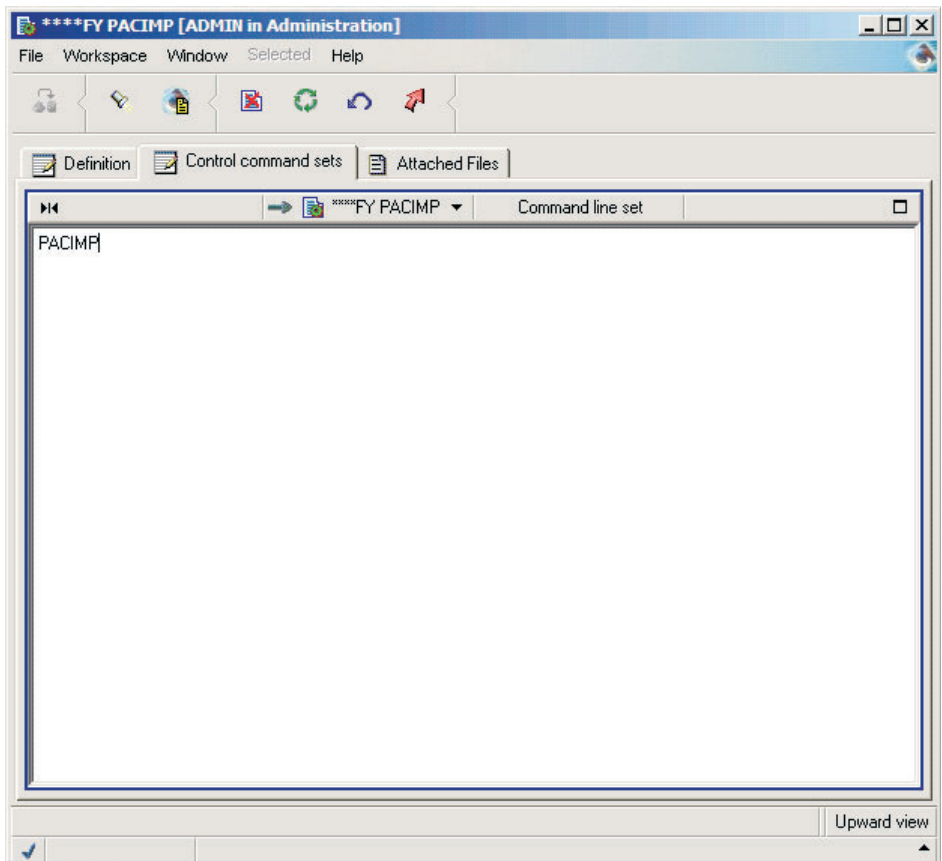 ****FY PACIMP [ADMIN in Administration]
File Workspace Window Selected Help
Definition Control command sets Attached Files
****FY PACIMP Command line set
PACIMP
Upward view